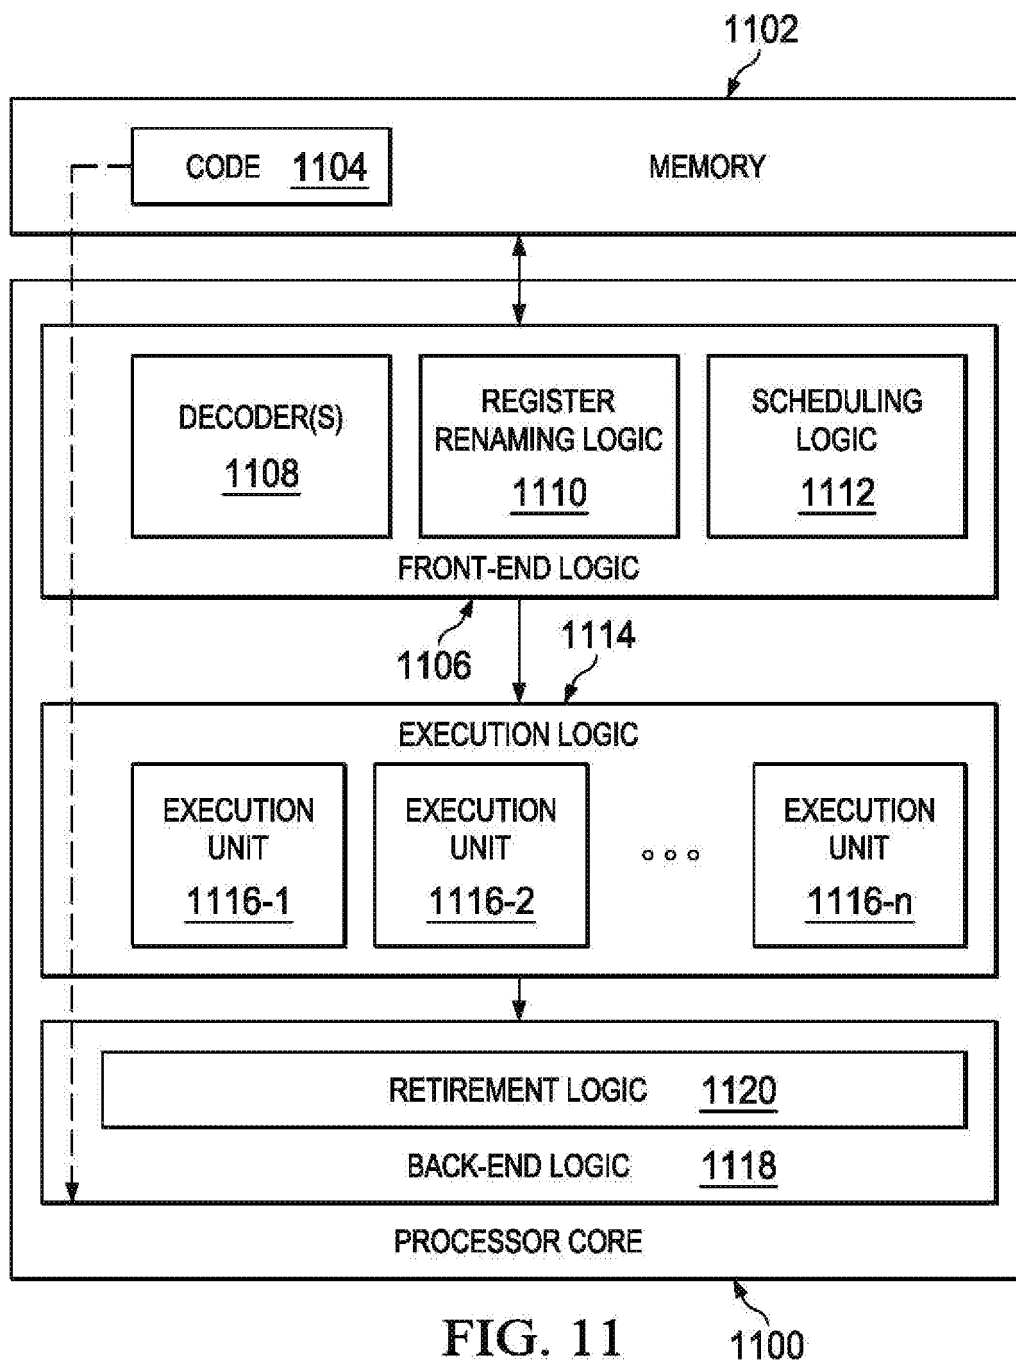 1102
CODE 1104
MEMORY
DECODER(S)
1108
REGISTER
RENAMING LOGIC
1110
SCHEDULING
LOGIC
1112
FRONT-END LOGIC
1106
1114
EXECUTION LOGIC
EXECUTION
UNIT
1116-1
EXECUTION
UNIT
1116-2
EXECUTION
UNIT
1116-n
RETIREMENT LOGIC 1120
BACK-END LOGIC 1118
PROCESSOR CORE
FIG. 11
1100